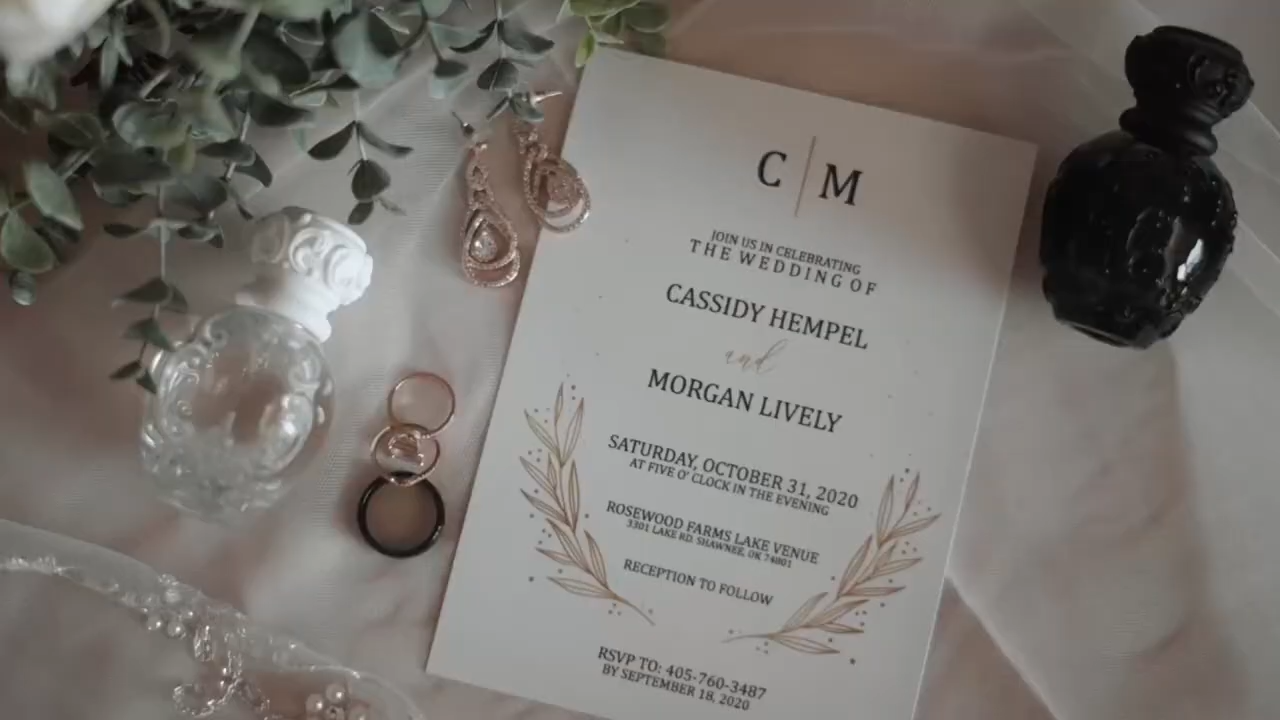 C | M
JOIN US IN CELEBRATING
THE WEDDING OF
CASSIDY HEMPEL
and
MORGAN LIVELY
SATURDAY, OCTOBER 31, 2020
AT FIVE O' CLOCK IN THE EVENING
ROSEWOOD FARMS LAKE VENUE
3301 LAKE RD. SHAWNEE, OK 74801
RECEPTION TO FOLLOW
RSVP TO: 405-760-3487
BY SEPTEMBER 18, 2020